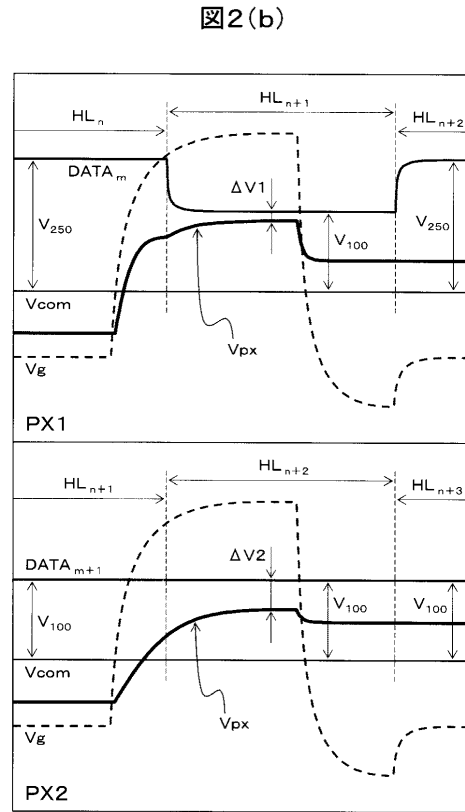 図2(b)
HLn+1
HLn HLn+2
DATAm
ΔV1
V250 V100 V250
Vcom
Vpx
Vg
PX1
HLn+2
HLn+1 HLn+3
DATAm+1 ΔV2
V100 V100 V100
Vcom
Vpx
Vg
PX2